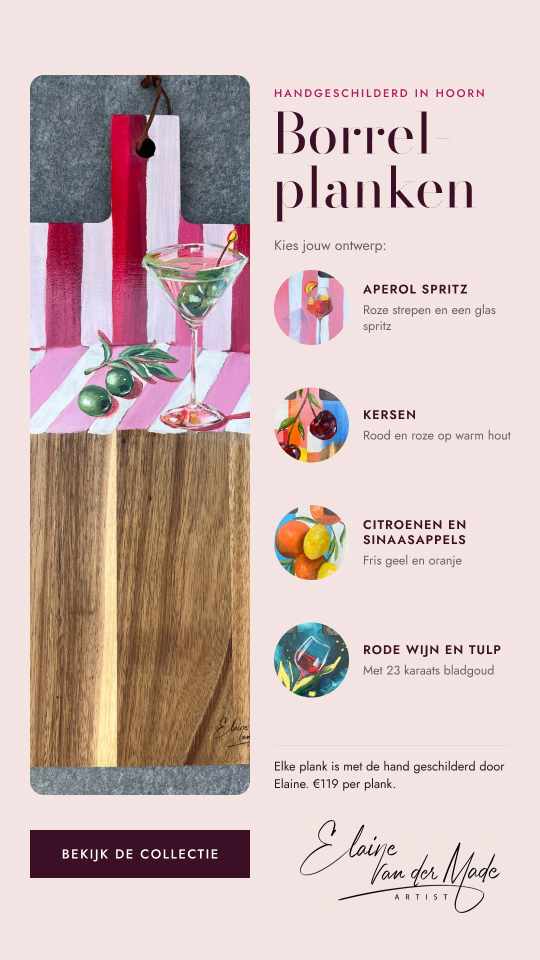 HANDGESCHILDERD IN HOORN
Borrel-
planken
Kies jouw ontwerp:
APEROL SPRITZ
Roze strepen en een glas
spritz
KERSEN
Rood en roze op warm hout
CITROENEN EN
SINAASAPPELS
Fris geel en oranje
RODE WIJN EN TULP
Met 23 karaats bladgoud
Elke plank is met de hand geschilderd door
Elaine. €119 per plank.
BEKIJK DE COLLECTIE
Elaine
Van der Made
ARTIST
Elaine